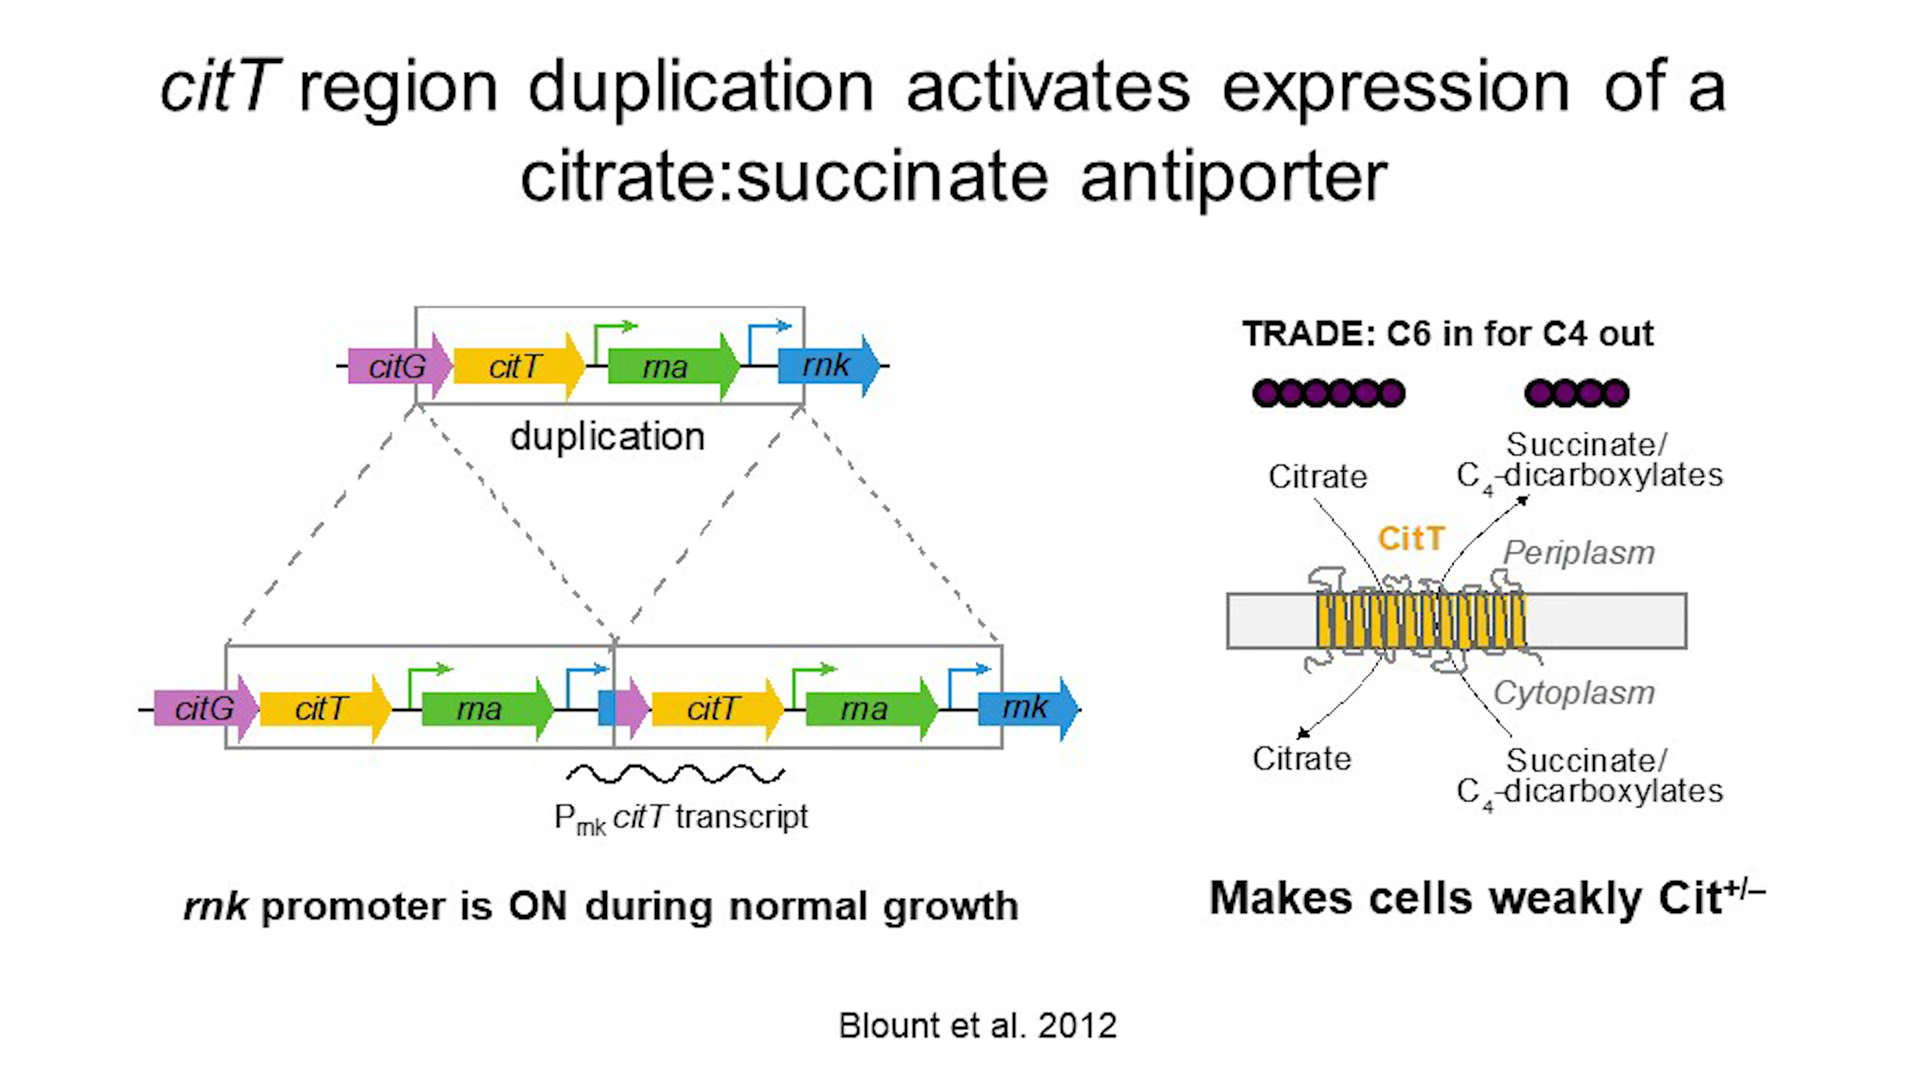 citT region duplication activates expression of a
citrate:succinate antiporter
citG citT rna rnk
duplication
citG citT rna citT rna rnk
Prnk citT transcript
rnk promoter is ON during normal growth
TRADE: C6 in for C4 out
Succinate/
C4-dicarboxylates
Citrate
CitT
Periplasm
Cytoplasm
Citrate
Succinate/
C4-dicarboxylates
Makes cells weakly Cit+/–
Blount et al. 2012